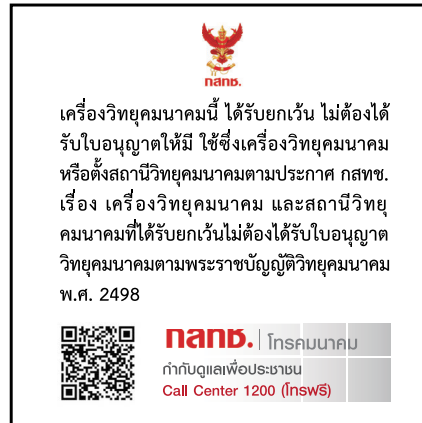 กสทช.
เครื่องวิทยุคมนาคมนี้ ได้รับยกเว้น ไม่ต้องได้
รับใบอนุญาตให้มี ใช้ซึ่งเครื่องวิทยุคมนาคม
หรือตั้งสถานีวิทยุคมนาคมตามประกาศ กสทช.
เรื่อง เครื่องวิทยุคมนาคม และสถานีวิทยุ
คมนาคมที่ได้รับยกเว้นไม่ต้องได้รับใบอนุญาต
วิทยุคมนาคมตามพระราชบัญญัติวิทยุคมนาคม
พ.ศ. 2498
กสทช. | โทรคมนาคม
กำกับดูแลเพื่อประชาชน
Call Center 1200 (โทรฟรี)